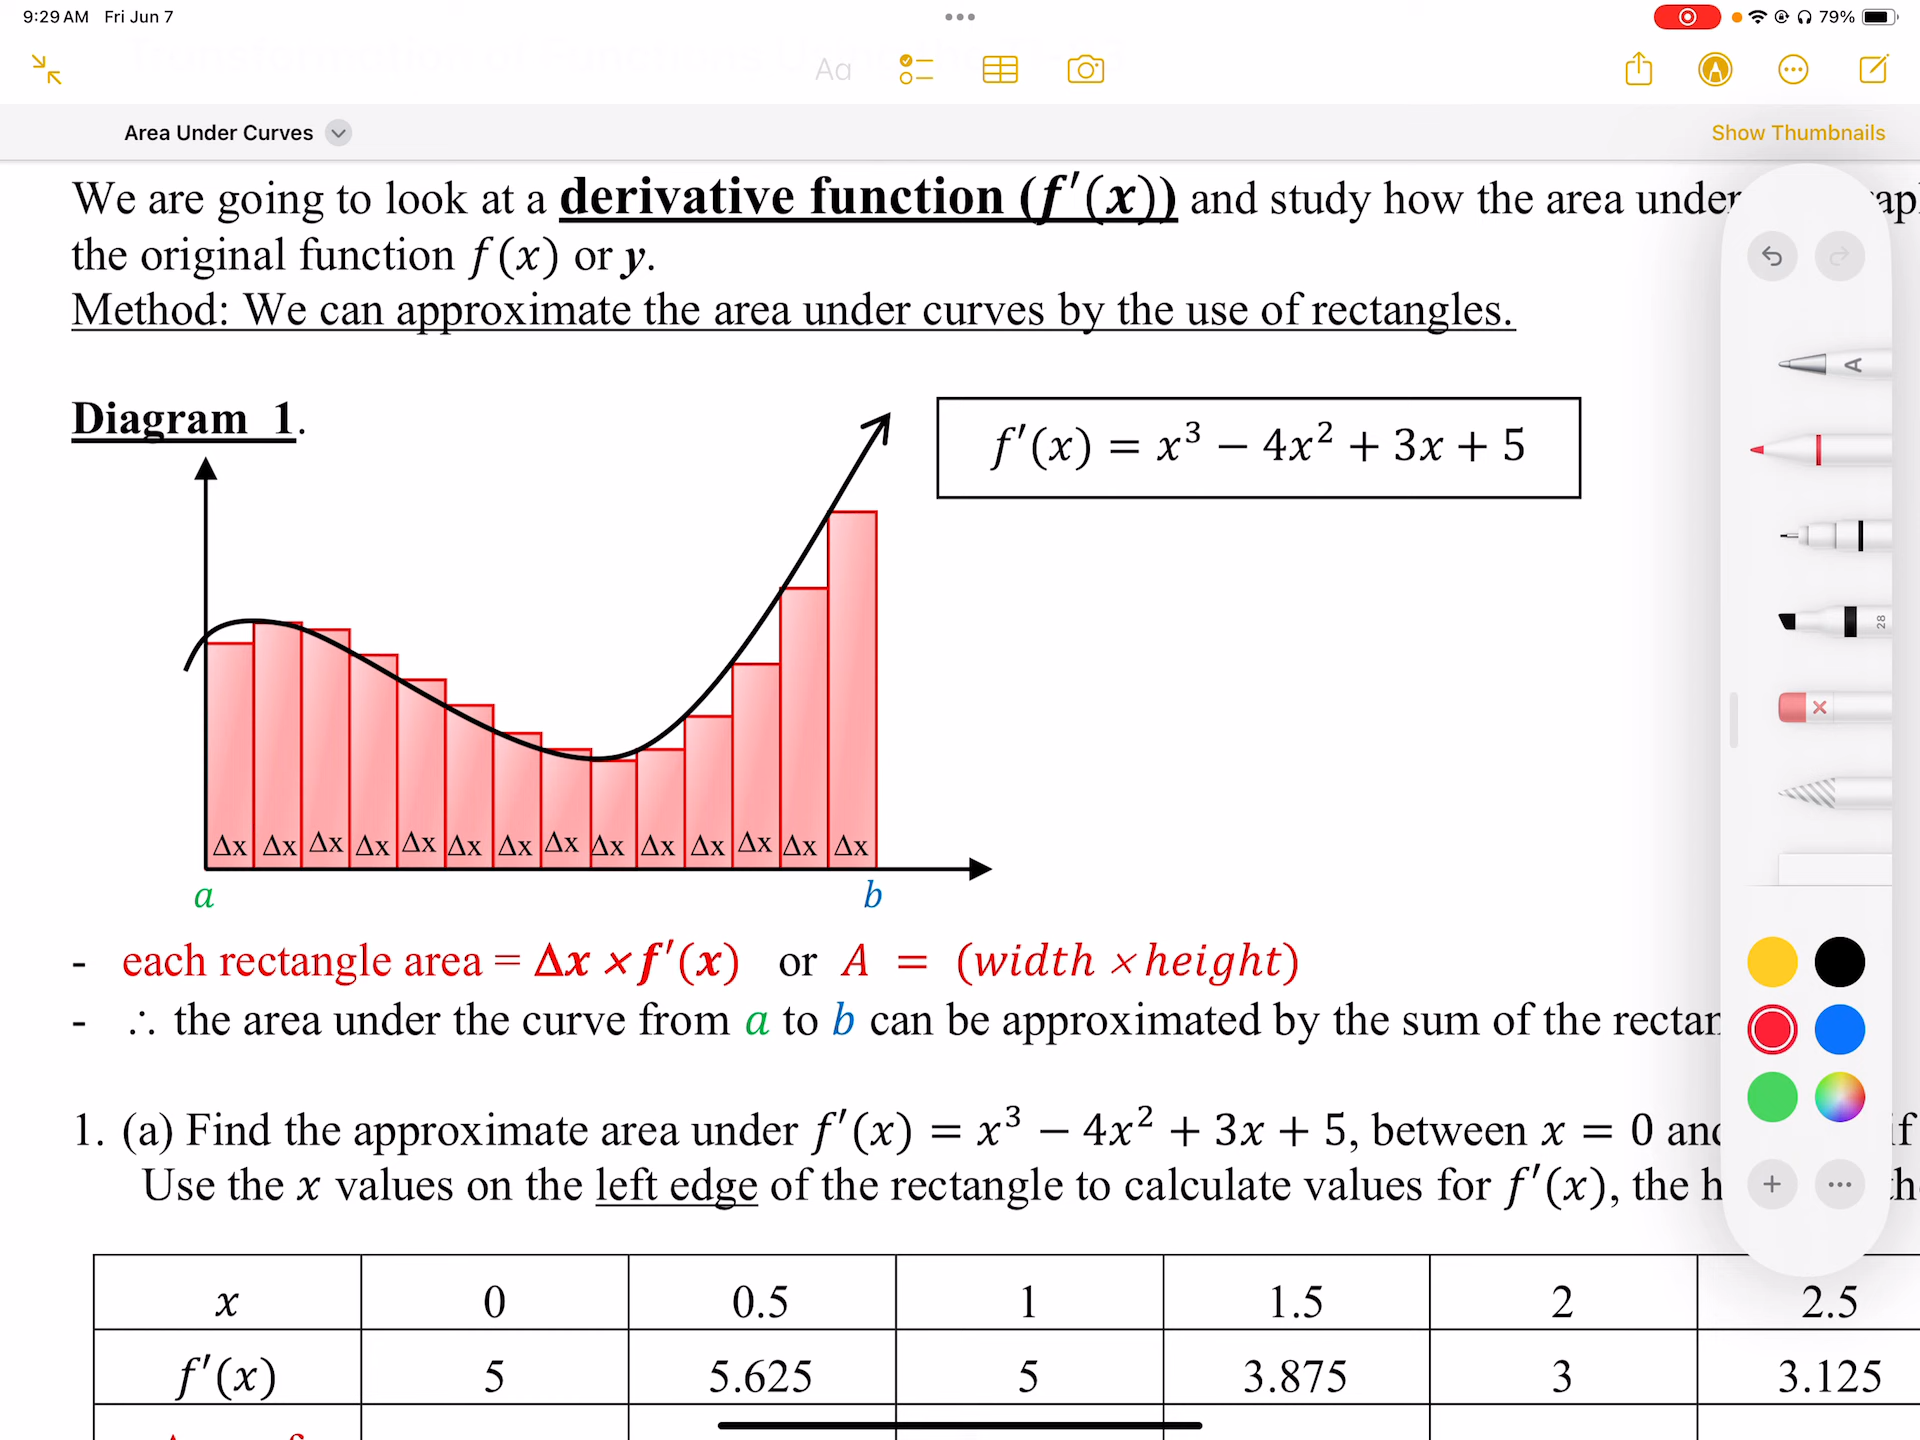 9:29 AM Fri Jun 7
79%
Aa
Area Under Curves
Show Thumbnails
We are going to look at a derivative function (f′(x)) and study how the area under
the original function f(x) or y.
Method: We can approximate the area under curves by the use of rectangles.
Diagram 1.
f′(x) = x³ − 4x² + 3x + 5
A
28
Δx Δx Δx Δx Δx Δx Δx Δx Δx Δx Δx Δx Δx Δx
a b
- each rectangle area = Δx × f′(x) or A = (width × height)
- ∴ the area under the curve from a to b can be approximated by the sum of the
1. (a) Find the approximate area under f′(x) = x³ − 4x² + 3x + 5, between x = 0 if
Use the x values on the left edge of the rectangle to calculate values for f′(x), the
x 0 0.5 1 1.5 2 2.5
f′(x) 5 5.625 5 3.875 3 3.125